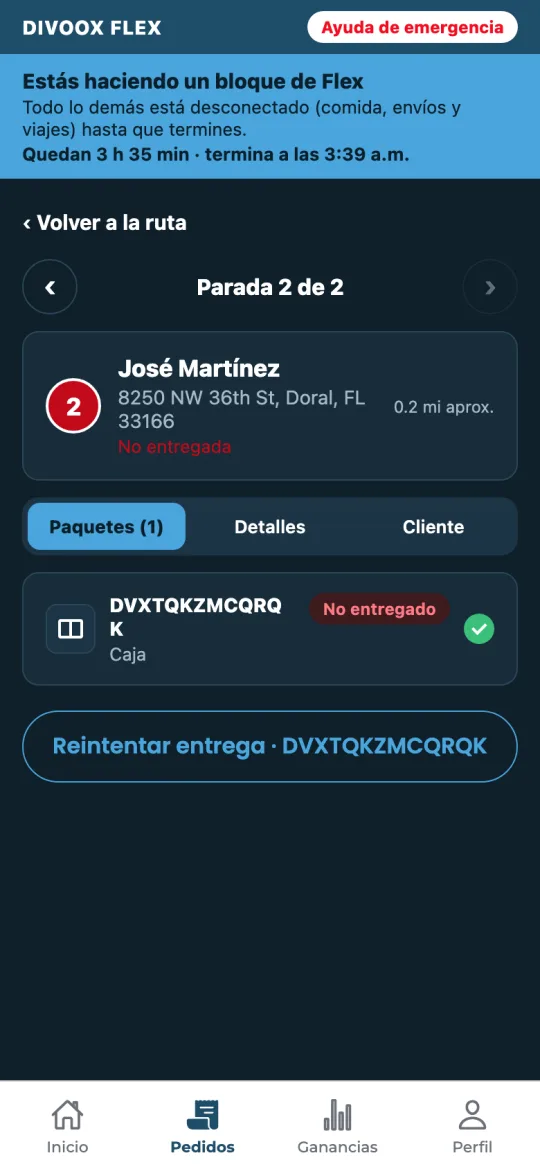 DIVOOX FLEX
Ayuda de emergencia
Estás haciendo un bloque de Flex
Todo lo demás está desconectado (comida, envíos y
viajes) hasta que termines.
Quedan 3 h 35 min · termina a las 3:39 a.m.
‹ Volver a la ruta
‹
Parada 2 de 2
›
2
José Martínez
8250 NW 36th St, Doral, FL
33166
0.2 mi aprox.
No entregada
Paquetes (1)
Detalles
Cliente
DVXTQKZMCQRQ
K
No entregado
Caja
Reintentar entrega · DVXTQKZMCQRQK
Inicio
Pedidos
Ganancias
Perfil